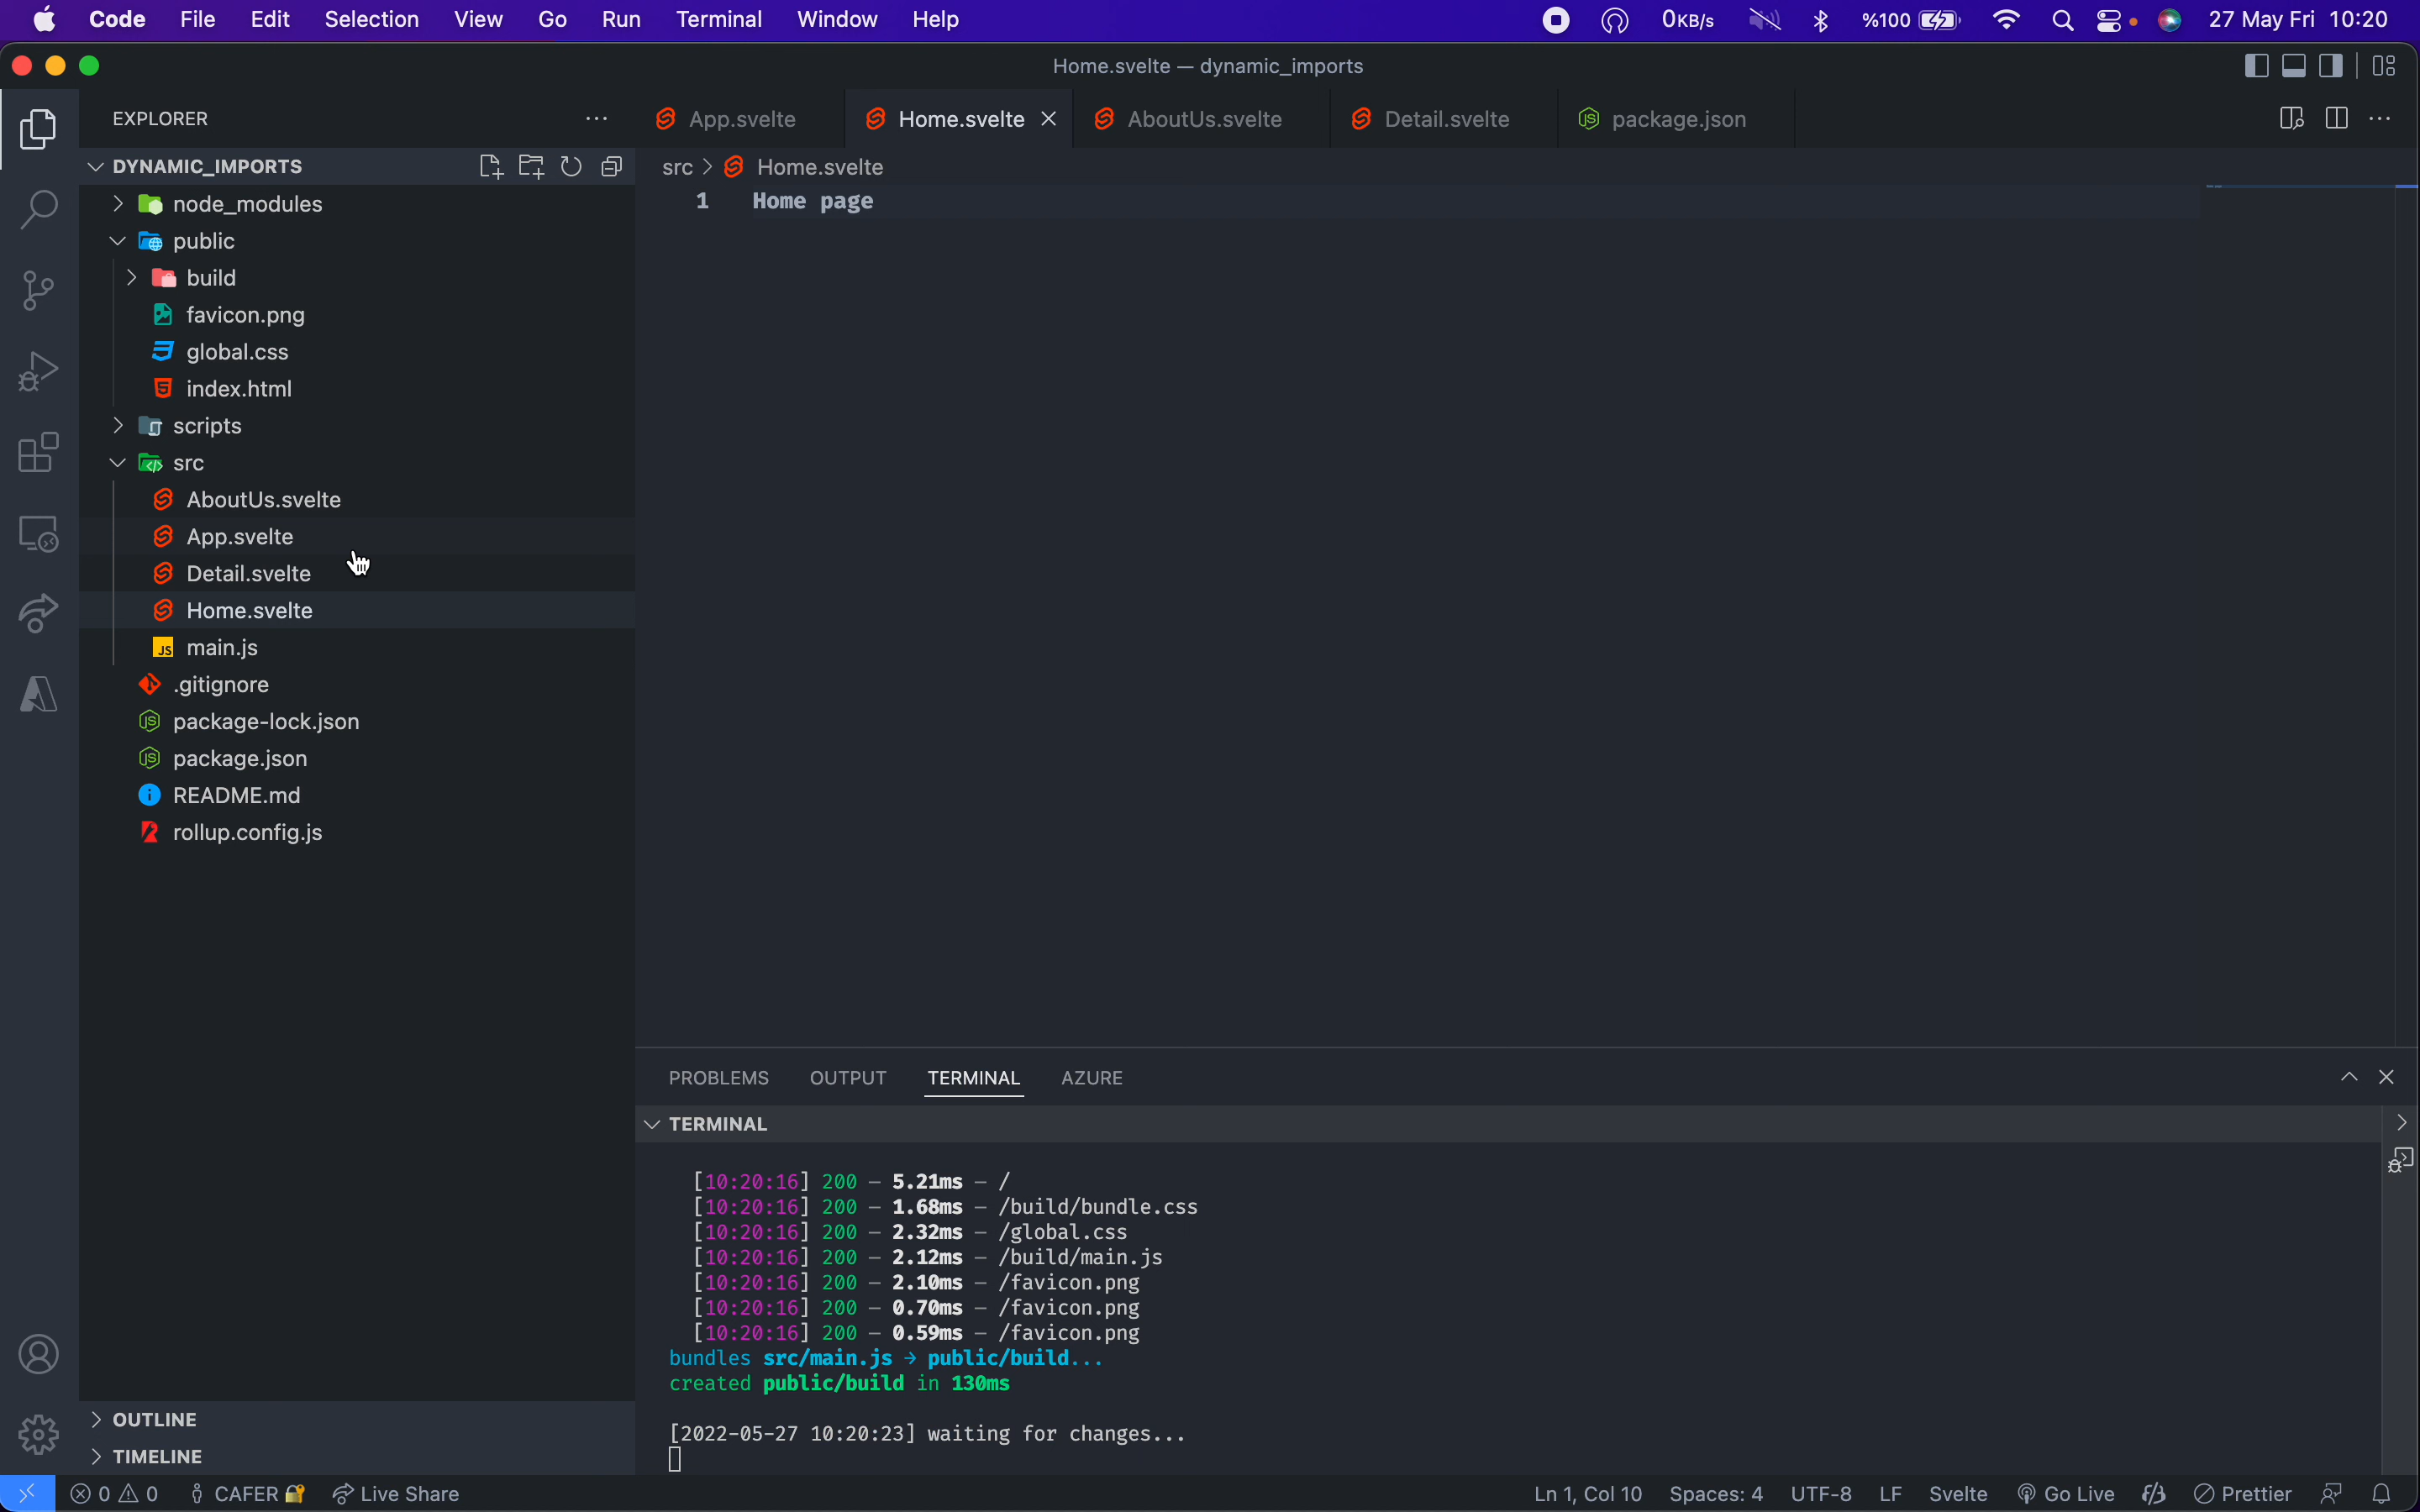 Code File Edit Selection View Go Run Terminal Window Help 0KB/s %100 27 May Fri 10:20
Home.svelte — dynamic_imports
EXPLORER
App.svelte Home.svelte AboutUs.svelte Detail.svelte package.json
DYNAMIC_IMPORTS
src > Home.svelte
1 Home page
node_modules
public
build
favicon.png
global.css
index.html
scripts
src
AboutUs.svelte
App.svelte
Detail.svelte
Home.svelte
JS main.js
.gitignore
package-lock.json
package.json
README.md
rollup.config.js
OUTLINE
TIMELINE
PROBLEMS OUTPUT TERMINAL AZURE
TERMINAL
[10:20:16] 200 — 5.21ms — /
[10:20:16] 200 — 1.68ms — /build/bundle.css
[10:20:16] 200 — 2.32ms — /global.css
[10:20:16] 200 — 2.12ms — /build/main.js
[10:20:16] 200 — 2.10ms — /favicon.png
[10:20:16] 200 — 0.70ms — /favicon.png
[10:20:16] 200 — 0.59ms — /favicon.png
bundles src/main.js → public/build...
created public/build in 130ms
[2022-05-27 10:20:23] waiting for changes...
0 0 CAFER Live Share Ln 1, Col 10 Spaces: 4 UTF-8 LF Svelte Go Live Prettier